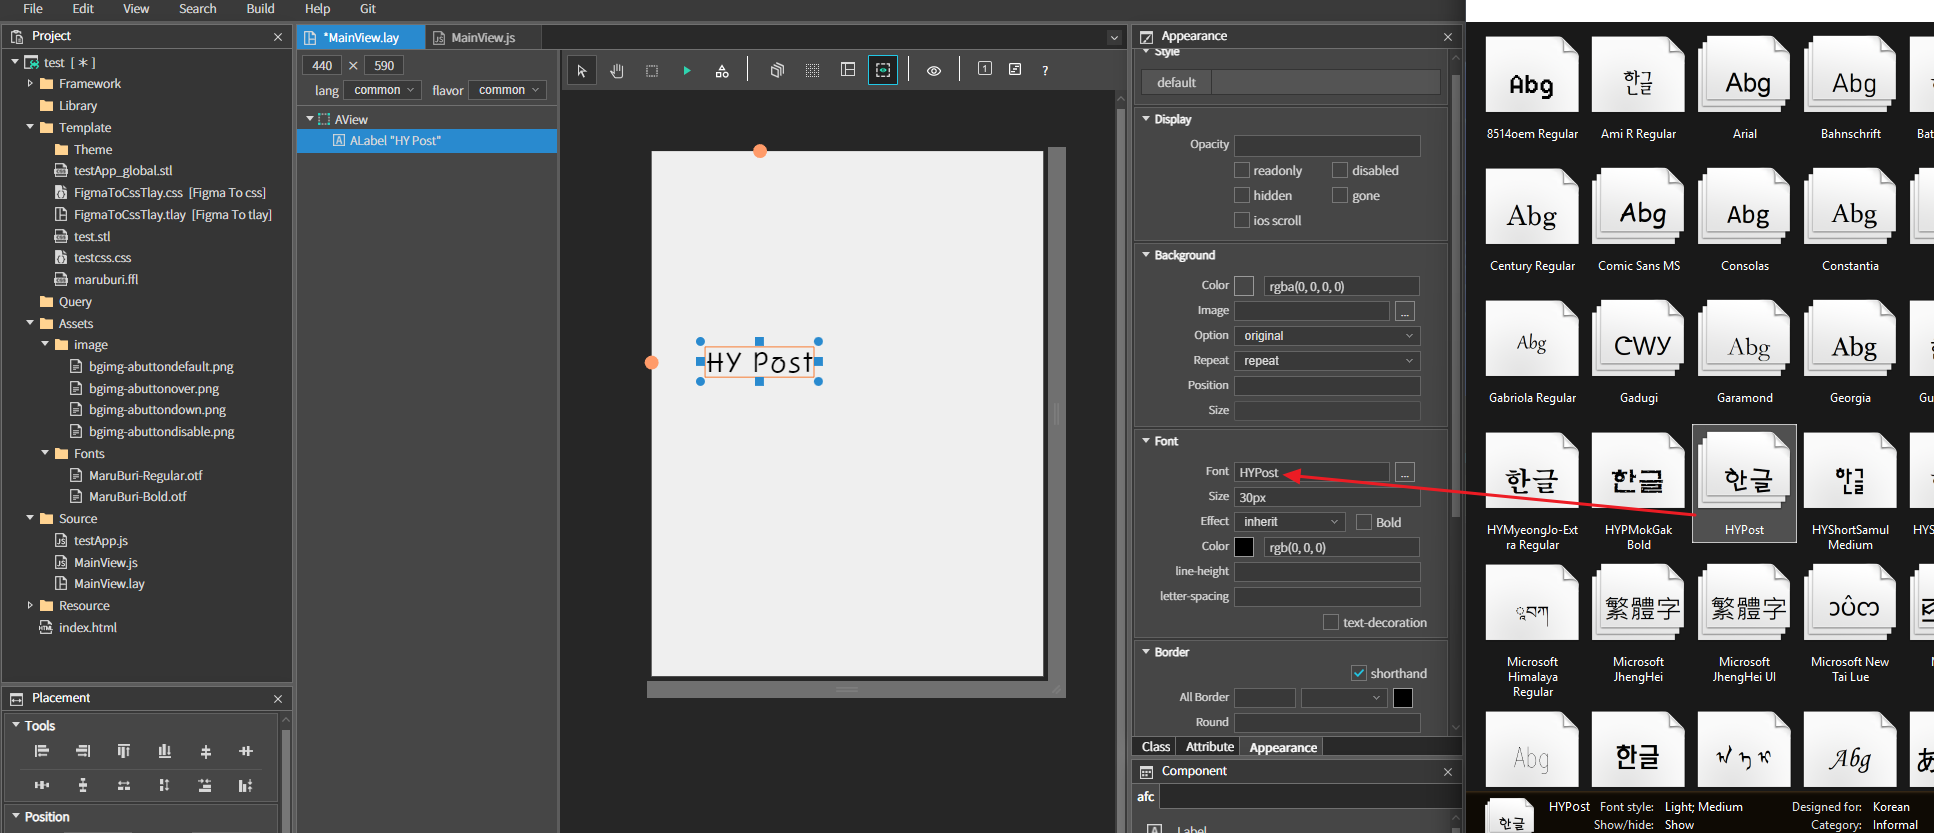 File Edit View Search Build Help Git
Project
test [ * ]
Framework
Library
Template
Theme
testApp_global.stl
FigmaToCssTlay.css [Figma To css]
FigmaToCssTlay.tlay [Figma To tlay]
test.stl
testcss.css
maruburi.ffl
Query
Assets
image
bgimg-abuttondefault.png
bgimg-abuttonover.png
bgimg-abuttondown.png
bgimg-abuttondisable.png
Fonts
MaruBuri-Regular.otf
MaruBuri-Bold.otf
Source
testApp.js
MainView.js
MainView.lay
Resource
index.html
Placement
Tools
Position
*MainView.lay
MainView.js
440 × 590
lang common flavor common
AView
ALabel "HY Post"
1 ?
HY Post
Appearance
Style
default
Display
Opacity
readonly disabled
hidden gone
ios scroll
Background
Color rgba(0, 0, 0, 0)
Image ...
Option original
Repeat repeat
Position
Size
Font
Font HYPost ...
Size 30px
Effect inherit Bold
Color rgb(0, 0, 0)
line-height
letter-spacing
text-decoration
Border
shorthand
All Border
Round
Class Attribute Appearance
Component
afc
Label
Abg 한글 Abg Abg
8514oem Regular Ami R Regular Arial Bahnschrift Bat
Abg Abg Abg Abg
Century Regular Comic Sans MS Consolas Constantia
Abg CWY Abg Abg
Gabriola Regular Gadugi Garamond Georgia Gu
한글 한글 한글 한글
HYMyeongJo-Ext
ra Regular
HYPMokGak
Bold
HYPost
HYShortSamul
Medium
HYS
繁體字 繁體字
Microsoft
Himalaya
Regular
Microsoft
JhengHei
Microsoft
JhengHei UI
Microsoft New
Tai Lue
Abg 한글 Abg あ
한글
HYPost Font style: Light; Medium Designed for: Korean
Show/hide: Show Category: Informal